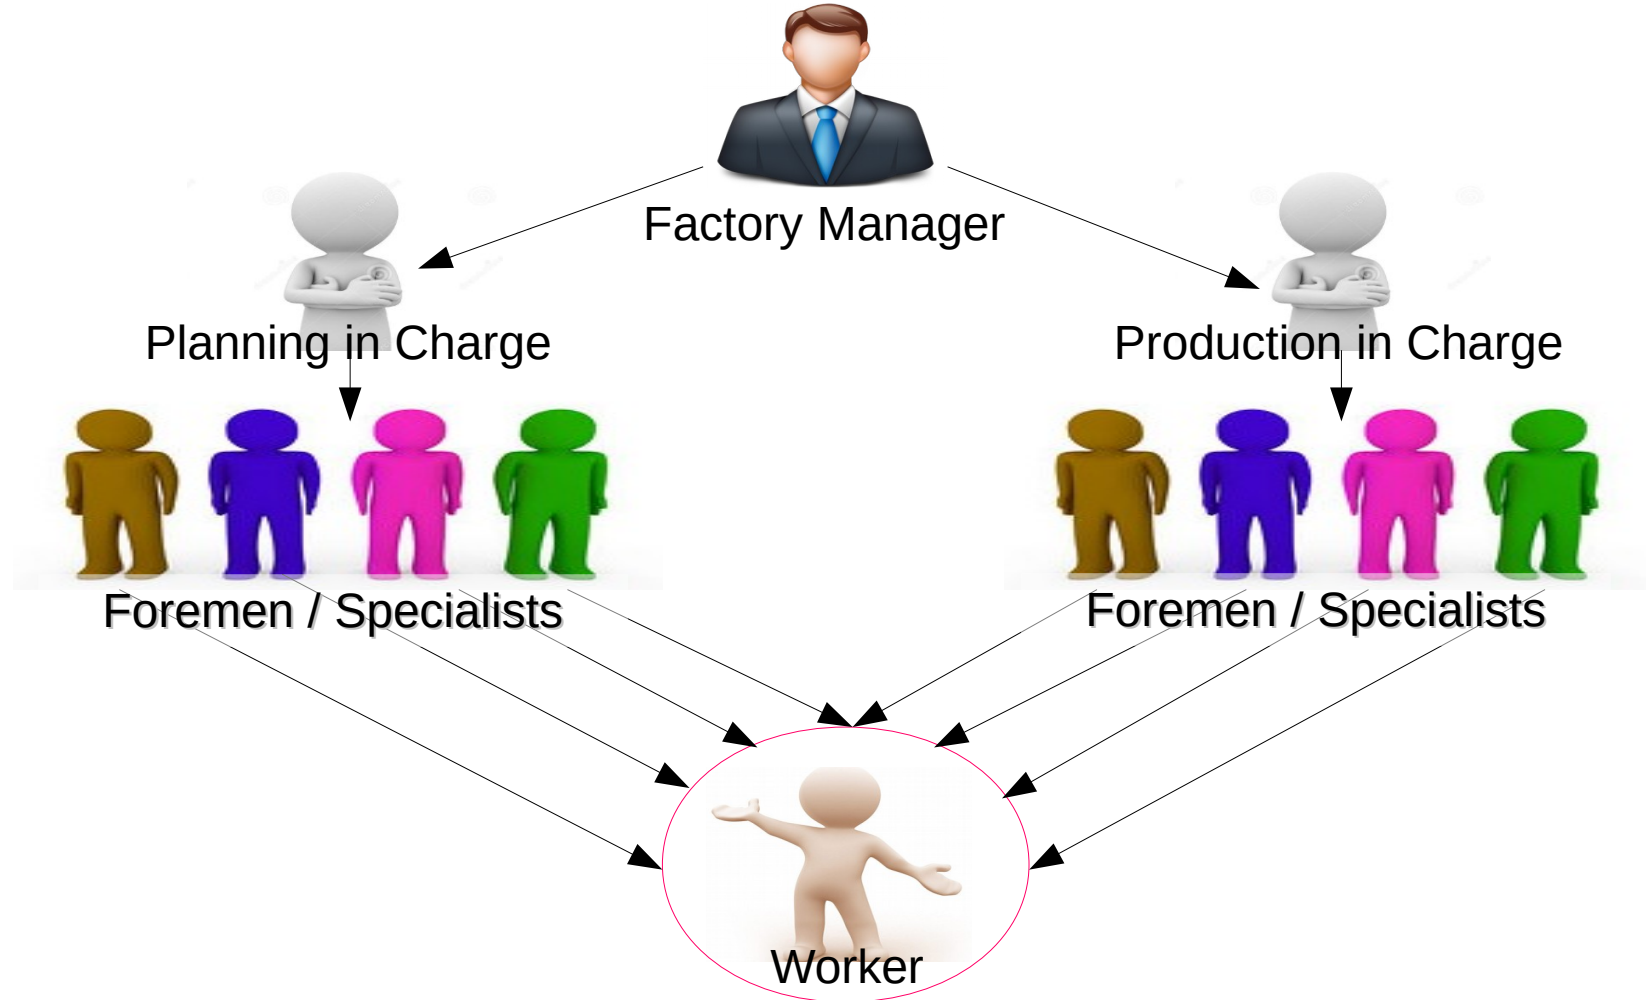 Factory Manager
Planning in Charge
Production in Charge
Foremen / Specialists
Foremen / Specialists
Worker